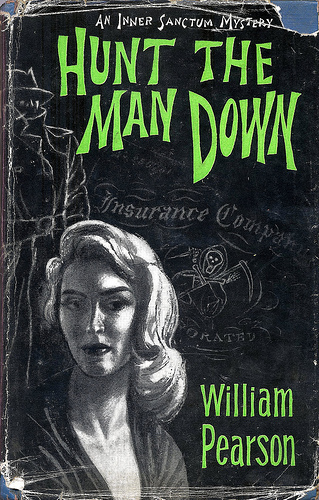 AN INNER SANCTUM MYSTERY
HUNT THE
MAN DOWN
Insurance Compan
ORATED
William
Pearson